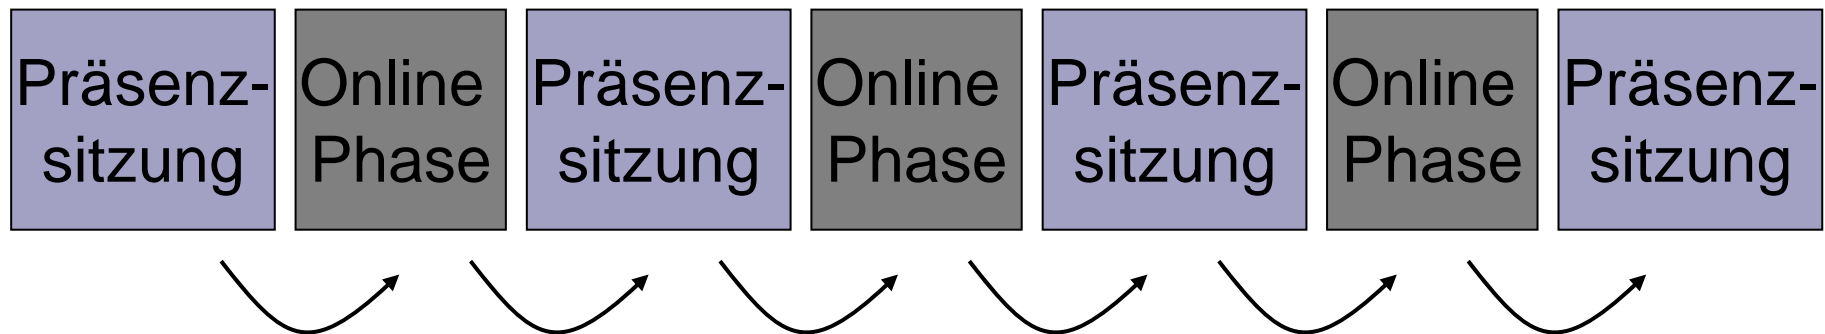 Präsenz-
sitzung
Online
Phase
Präsenz-
sitzung
Online
Phase
Präsenz-
sitzung
Online
Phase
Präsenz-
sitzung